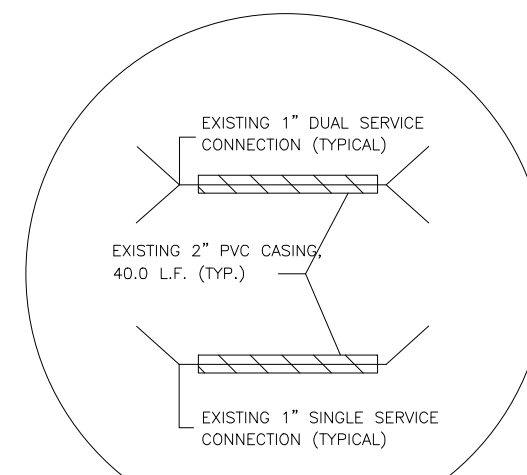 EXISTING 1" DUAL SERVICE
CONNECTION (TYPICAL)
EXISTING 2" PVC CASING,
40.0 L.F. (TYP.)
EXISTING 1" SINGLE SERVICE
CONNECTION (TYPICAL)